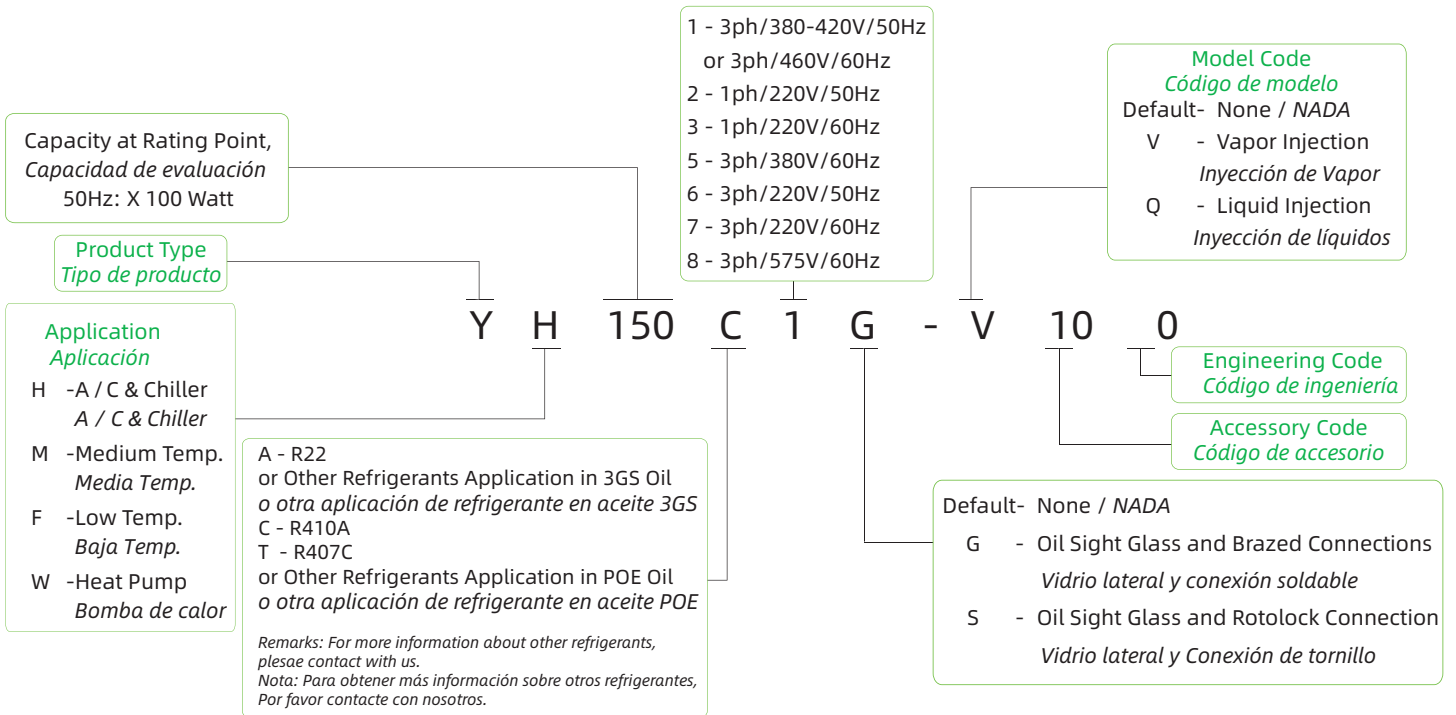 1 - 3ph/380-420V/50Hz
or 3ph/460V/60Hz
2 - 1ph/220V/50Hz
3 - 1ph/220V/60Hz
5 - 3ph/380V/60Hz
6 - 3ph/220V/50Hz
7 - 3ph/220V/60Hz
8 - 3ph/575V/60Hz
Model Code
Código de modelo
Default- None / NADA
V - Vapor Injection
Inyección de Vapor
Q - Liquid Injection
Inyección de líquidos
Capacity at Rating Point,
Capacidad de evaluación
50Hz: X 100 Watt
Product Type
Tipo de producto
Y H 150 C 1 G - V 10 0
Application
Aplicación
H -A / C & Chiller
A / C & Chiller
M -Medium Temp.
Media Temp.
F -Low Temp.
Baja Temp.
W -Heat Pump
Bomba de calor
A - R22
or Other Refrigerants Application in 3GS Oil
o otra aplicación de refrigerante en aceite 3GS
C - R410A
T - R407C
or Other Refrigerants Application in POE Oil
o otra aplicación de refrigerante en aceite POE
Remarks: For more information about other refrigerants,
plesae contact with us.
Nota: Para obtener más información sobre otros refrigerantes,
Por favor contacte con nosotros.
Engineering Code
Código de ingeniería
Accessory Code
Código de accesorio
Default- None / NADA
G - Oil Sight Glass and Brazed Connections
Vidrio lateral y conexión soldable
S - Oil Sight Glass and Rotolock Connection
Vidrio lateral y Conexión de tornillo